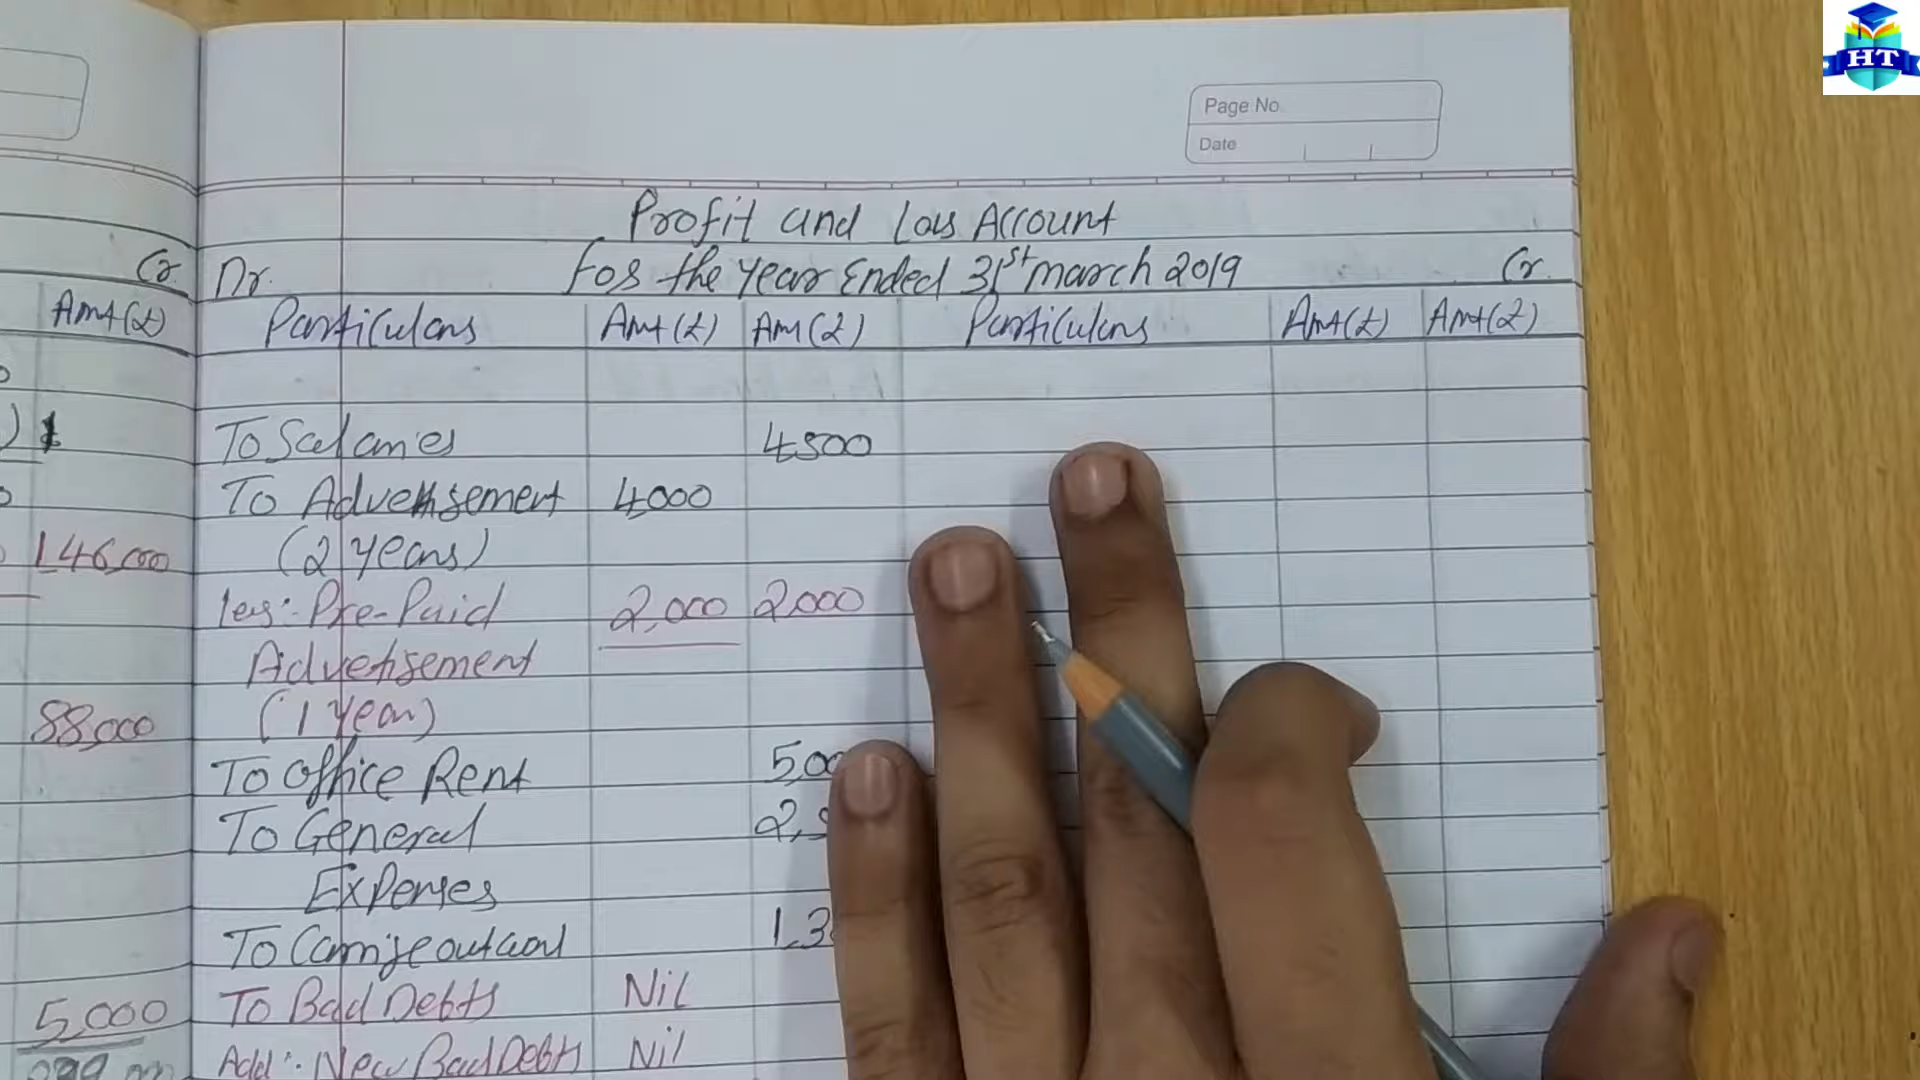 HT
Page No.
Date
Profit and Loss Account
For the Year Ended 31st march 2019
Cr. Dr. Cr.
Amt(₹) Particulars Amt(₹) Am(₹) Particulars Amt(₹) Amt(₹)
To Salaries 4500
To Advertisement 4,000
146,000 (2 Years)
less:- Pre-Paid 2,000 2,000
Advertisement
88,000 (1 Year)
To Office Rent
To General
Expenses
To Carriage outward
5,000 To Bad Debts Nil
Add:- New Bad Debts Nil